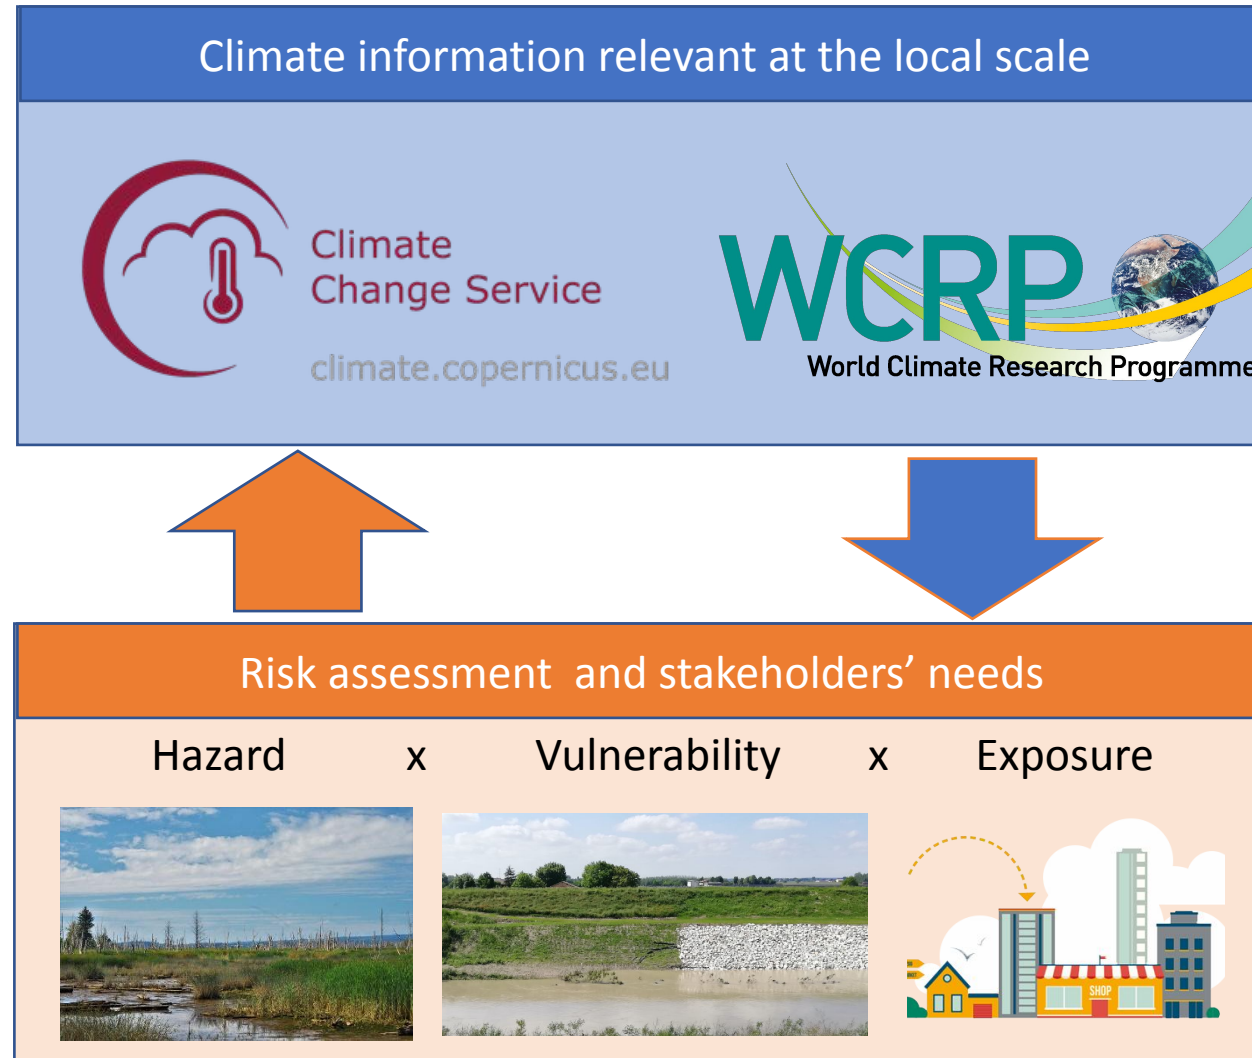 Climate information relevant at the local scale
Climate
Change Service
climate.copernicus.eu
WCRP
World Climate Research Programme
Risk assessment  and stakeholders’ needs
Hazard x Vulnerability x Exposure
SHOP